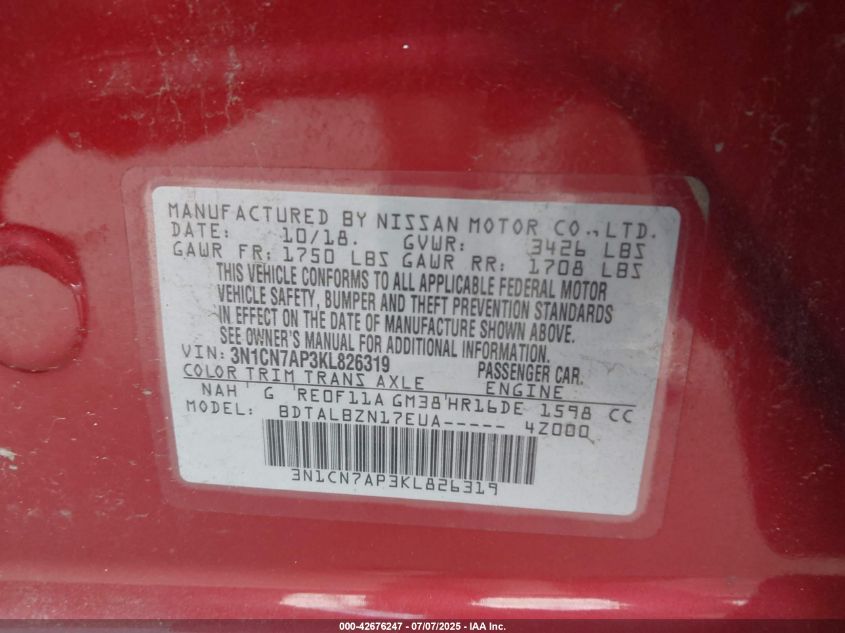 MANUFACTURED BY NISSAN MOTOR CO.,LTD.
DATE: 10/18. GVWR: 3426 LBS
GAWR FR: 1750 LBS GAWR RR: 1708 LBS
THIS VEHICLE CONFORMS TO ALL APPLICABLE FEDERAL MOTOR
VEHICLE SAFETY, BUMPER AND THEFT PREVENTION STANDARDS
IN EFFECT ON THE DATE OF MANUFACTURE SHOWN ABOVE.
SEE OWNER'S MANUAL FOR ADDITIONAL INFORMATION.
VIN: 3N1CN7AP3KL826319 PASSENGER CAR.
COLOR TRIM TRANS AXLE ENGINE
NAH ' G 'RE0F11A GM38'HR16DE 1598 CC
MODEL: BDTALBZN17EUA----- 4Z000
3N1CN7AP3KL826319
000-42676247 - 07/07/2025 - IAA Inc.